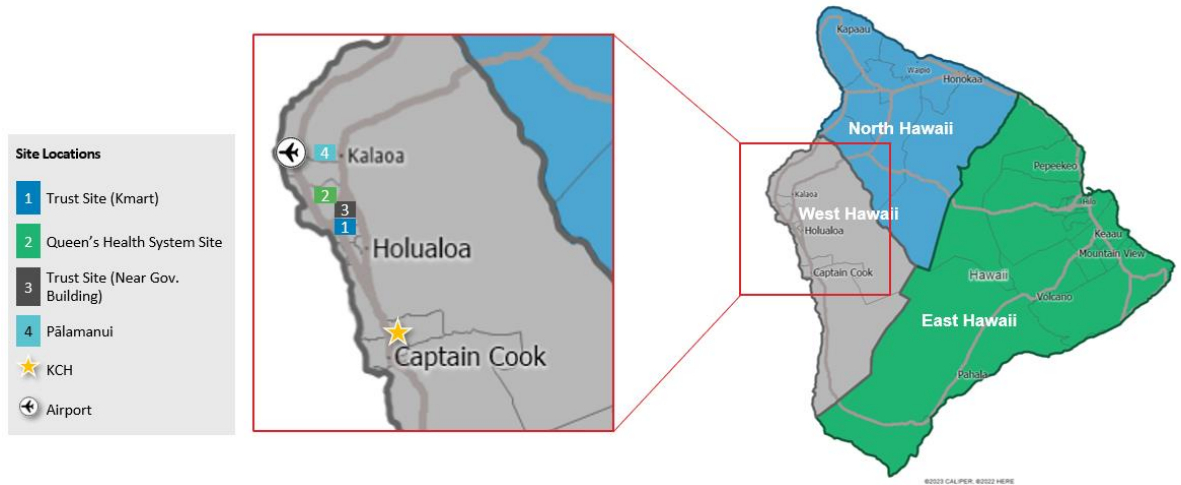 Site Locations
1 Trust Site (Kmart)
2 Queen's Health System Site
3 Trust Site (Near Gov.
Building)
4 Pālamanui
KCH
Airport
4
Kalaoa
2
3
1
Holualoa
Captain Cook
Kapaau
Waipio
Honokaa
North Hawaii
Pepeekeo
Kalaoa
West Hawaii
Hilo
Holualoa
Keaau
Mountain View
Captain Cook
Hawaii
Volcano
East Hawaii
Pahala
©2023 CALIPER; ©2022 HERE